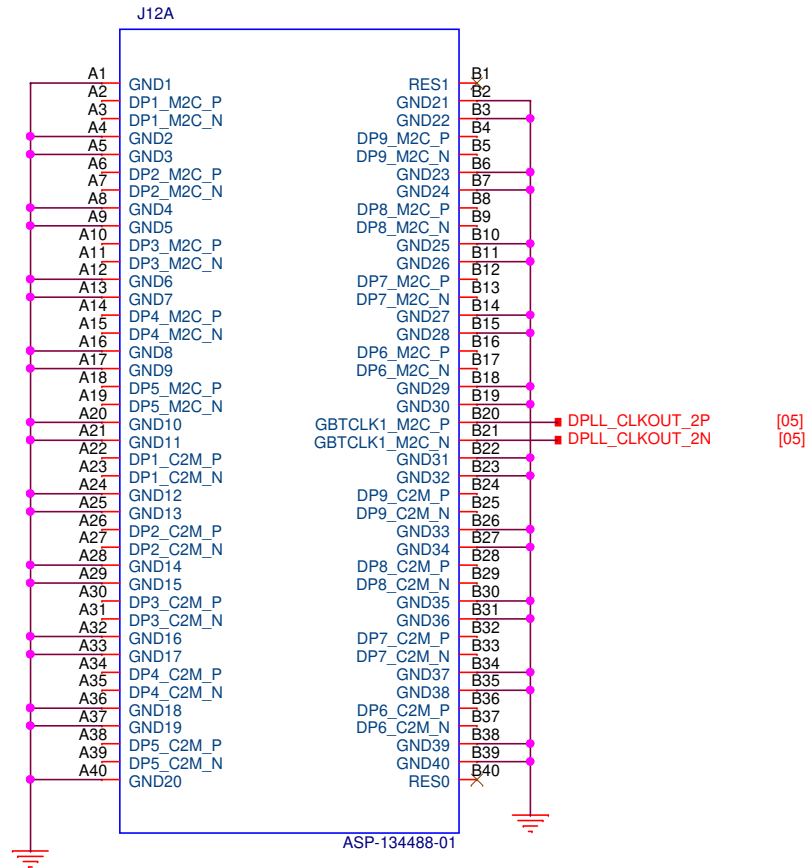 J12A
A1 GND1 RES1 B1
A2 DP1_M2C_P GND21 B2
A3 DP1_M2C_N GND22 B3
A4 GND2 DP9_M2C_P B4
A5 GND3 DP9_M2C_N B5
A6 DP2_M2C_P GND23 B6
A7 DP2_M2C_N GND24 B7
A8 GND4 DP8_M2C_P B8
A9 GND5 DP8_M2C_N B9
A10 DP3_M2C_P GND25 B10
A11 DP3_M2C_N GND26 B11
A12 GND6 DP7_M2C_P B12
A13 GND7 DP7_M2C_N B13
A14 DP4_M2C_P GND27 B14
A15 DP4_M2C_N GND28 B15
A16 GND8 DP6_M2C_P B16
A17 GND9 DP6_M2C_N B17
A18 DP5_M2C_P GND29 B18
A19 DP5_M2C_N GND30 B19
A20 GND10 GBTCLK1_M2C_P B20 DPLL_CLKOUT_2P [05]
A21 GND11 GBTCLK1_M2C_N B21 DPLL_CLKOUT_2N [05]
A22 DP1_C2M_P GND31 B22
A23 DP1_C2M_N GND32 B23
A24 GND12 DP9_C2M_P B24
A25 GND13 DP9_C2M_N B25
A26 DP2_C2M_P GND33 B26
A27 DP2_C2M_N GND34 B27
A28 GND14 DP8_C2M_P B28
A29 GND15 DP8_C2M_N B29
A30 DP3_C2M_P GND35 B30
A31 DP3_C2M_N GND36 B31
A32 GND16 DP7_C2M_P B32
A33 GND17 DP7_C2M_N B33
A34 DP4_C2M_P GND37 B34
A35 DP4_C2M_N GND38 B35
A36 GND18 DP6_C2M_P B36
A37 GND19 DP6_C2M_N B37
A38 DP5_C2M_P GND39 B38
A39 DP5_C2M_N GND40 B39
A40 GND20 RES0 B40
ASP-134488-01